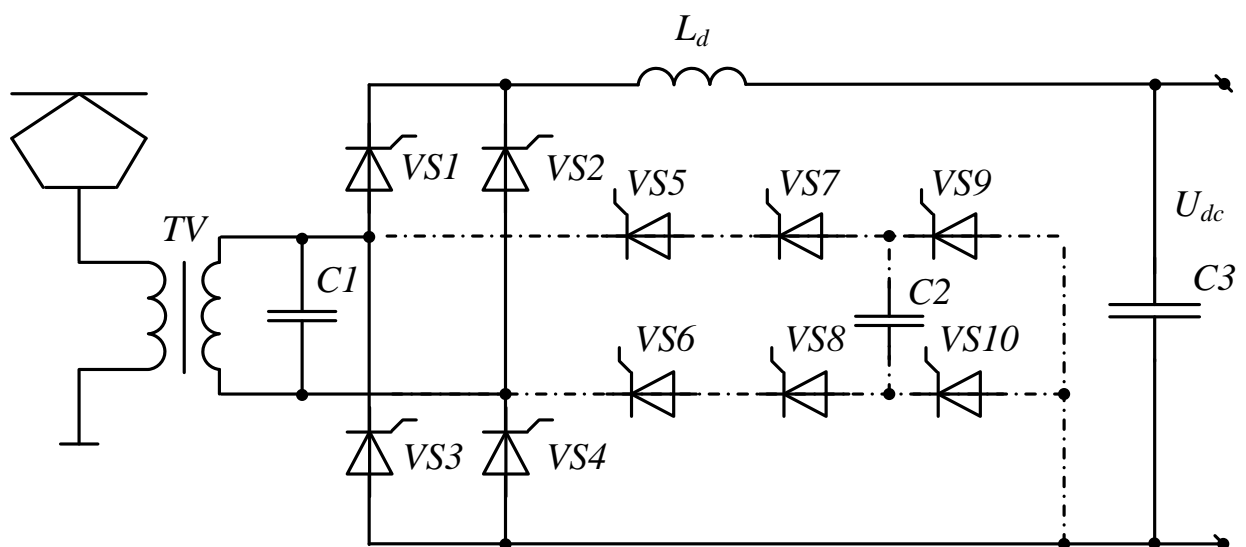 L_d
VS1
VS2
VS5
VS7
VS9
TV
U_dc
C1
C2
C3
VS6
VS8
VS10
VS3
VS4